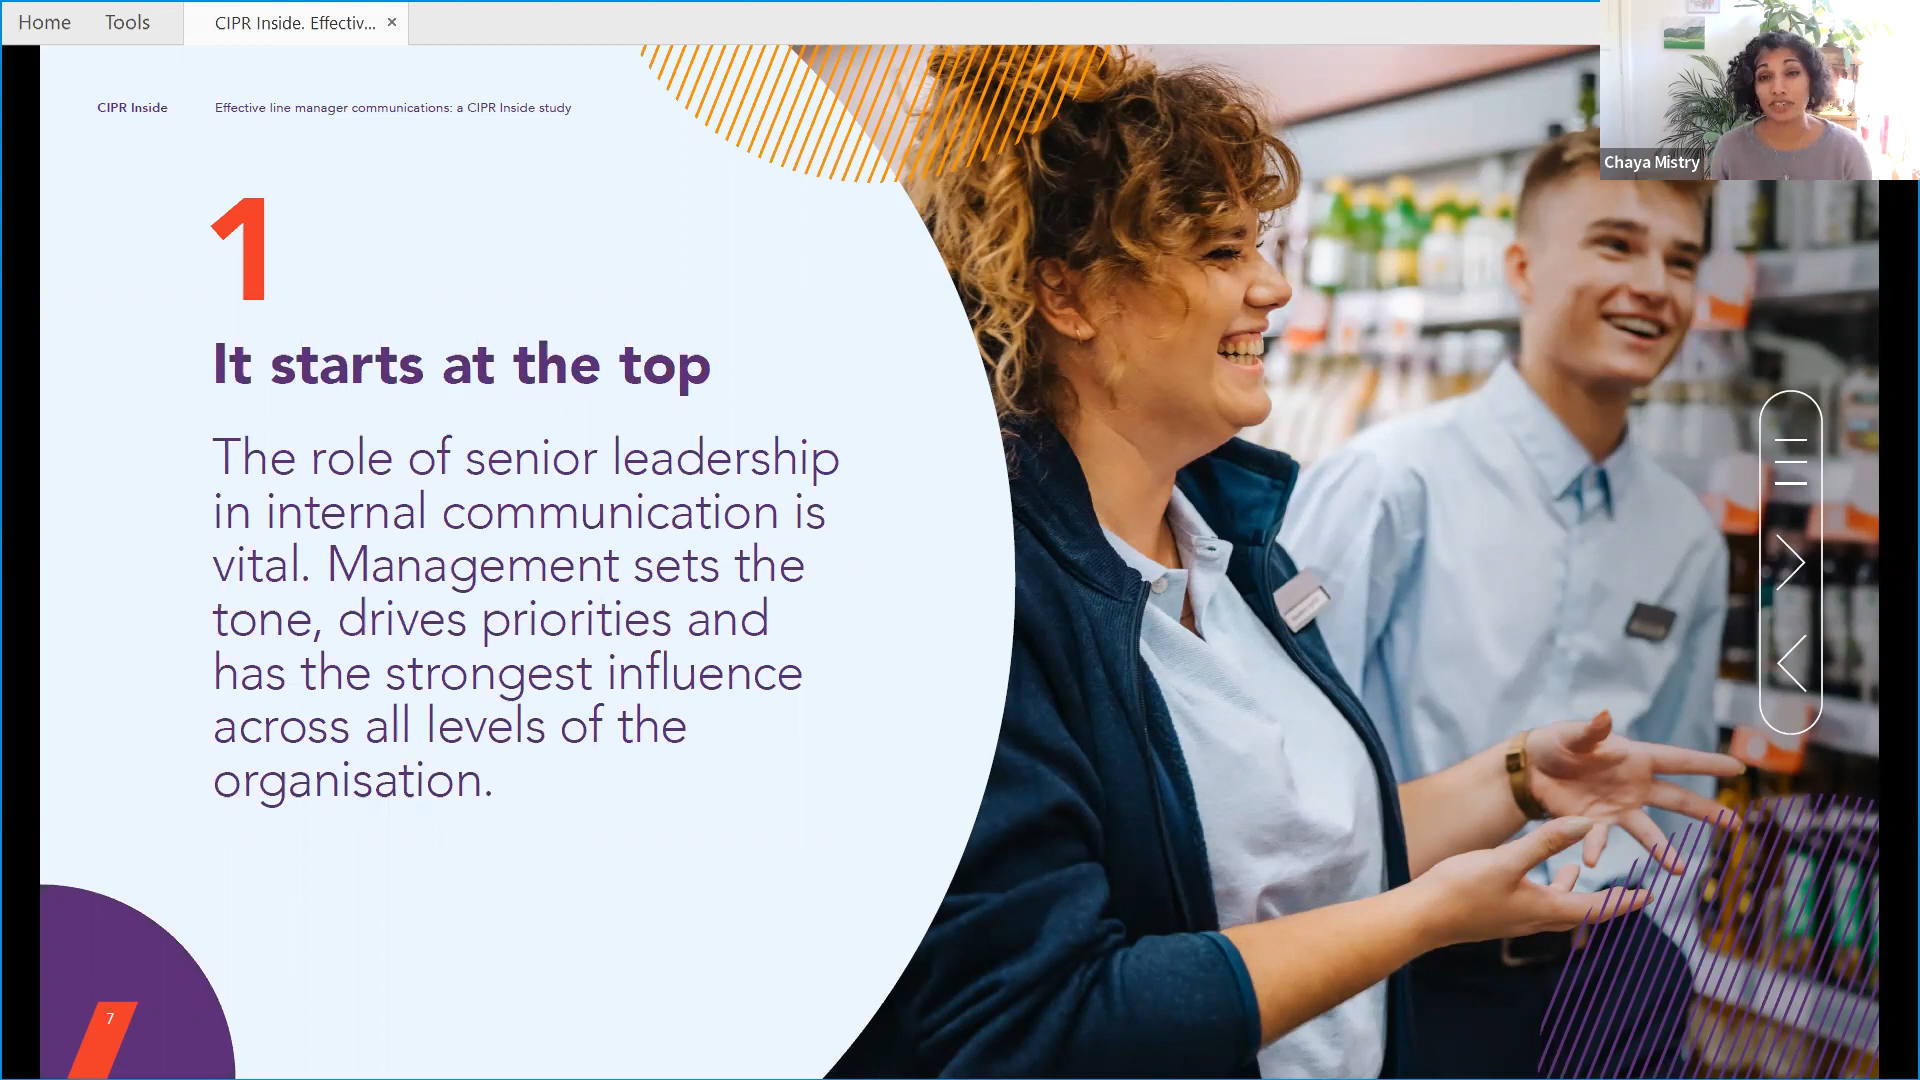 Home Tools CIPR Inside. Effectiv... ×
Chaya Mistry
CIPR Inside Effective line manager communications: a CIPR Inside study
1
It starts at the top
The role of senior leadership
in internal communication is
vital. Management sets the
tone, drives priorities and
has the strongest influence
across all levels of the
organisation.
7